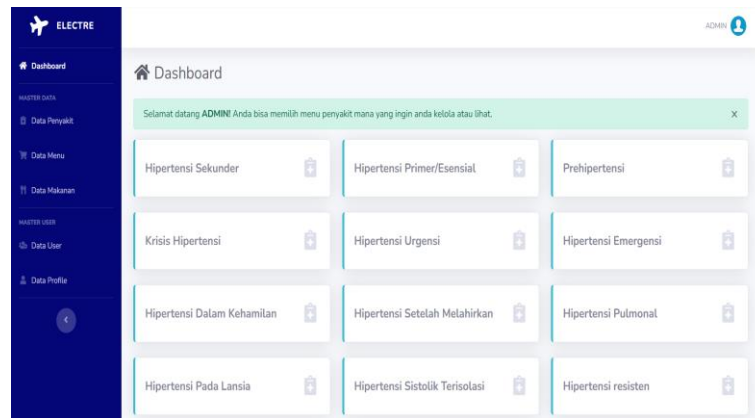 ELECTRE
ADMIN
Dashboard
MASTER DATA
Data Penyakit
Data Menu
Data Makanan
MASTER USER
Data User
Data Profile
Dashboard
Selamat datang ADMIN! Anda bisa memilih menu penyakit mana yang ingin anda kelola atau lihat. X
Hipertensi Sekunder
Hipertensi Primer/Esensial
Prehipertensi
Krisis Hipertensi
Hipertensi Urgensi
Hipertensi Emergensi
Hipertensi Dalam Kehamilan
Hipertensi Setelah Melahirkan
Hipertensi Pulmonal
Hipertensi Pada Lansia
Hipertensi Sistolik Terisolasi
Hipertensi resisten